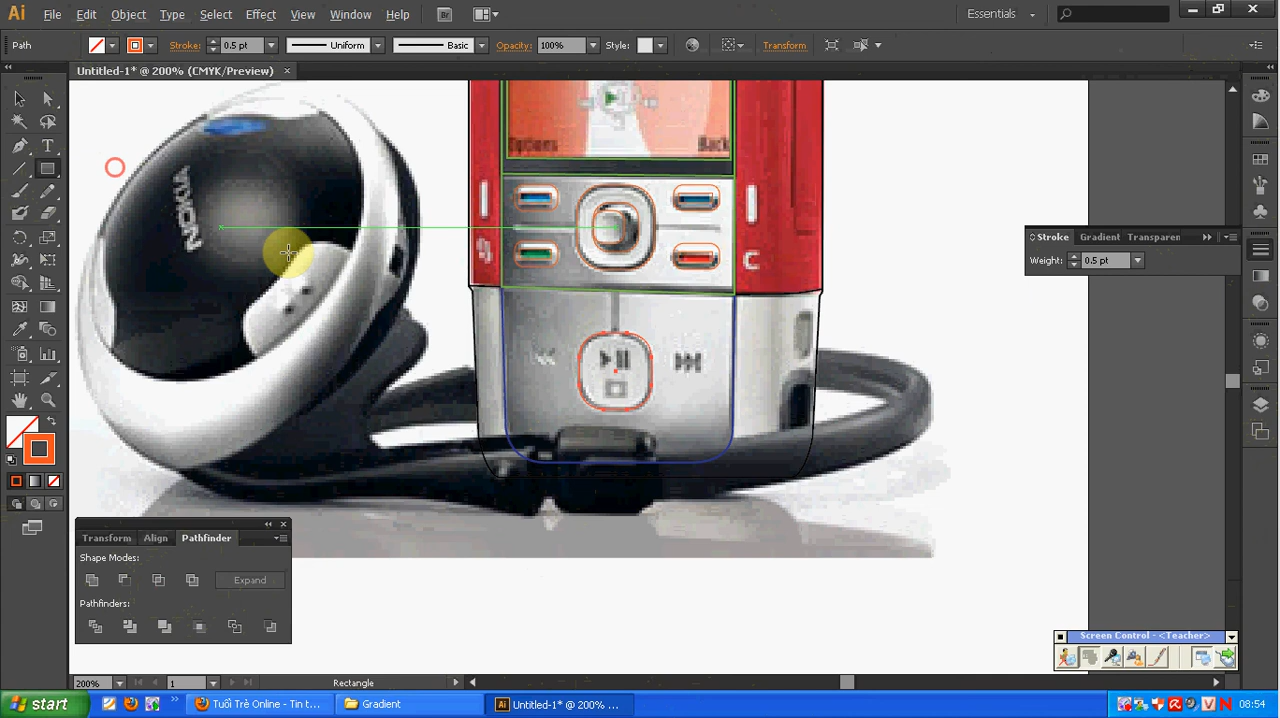 Ai File Edit Object Type Select Effect View Window Help Br Essentials
Path Stroke: 0.5 pt Uniform Basic Opacity: 100% Style: Transform
Untitled-1* @ 200% (CMYK/Preview)
Options Back
NOKIA
C
Stroke Gradient Transparen
Weight: 0.5 pt
Transform Align Pathfinder
Shape Modes:
Expand
Pathfinders:
Screen Control - <Teacher>
200% 1 Rectangle
start Tuổi Trẻ Online - Tin t... Gradient Ai Untitled-1* @ 200% ... 08:54